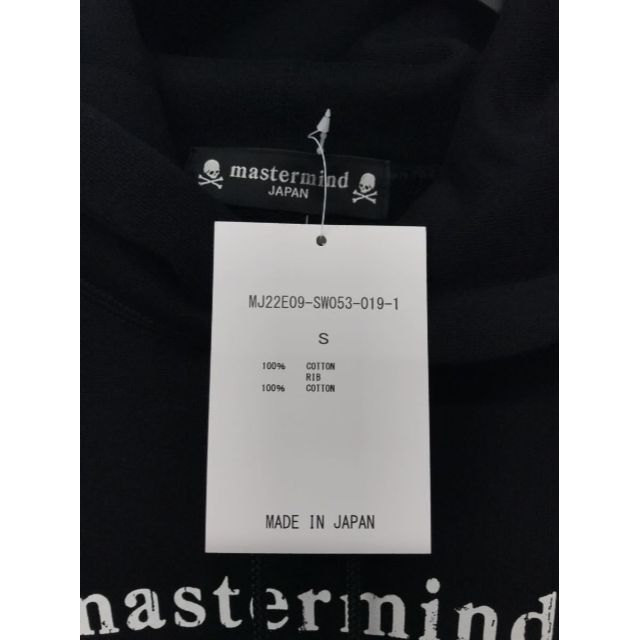 mastermind
JAPAN
MJ22E09-SW053-019-1
S
100% COTTON
RIB
100% COTTON
MADE IN JAPAN
mastermind